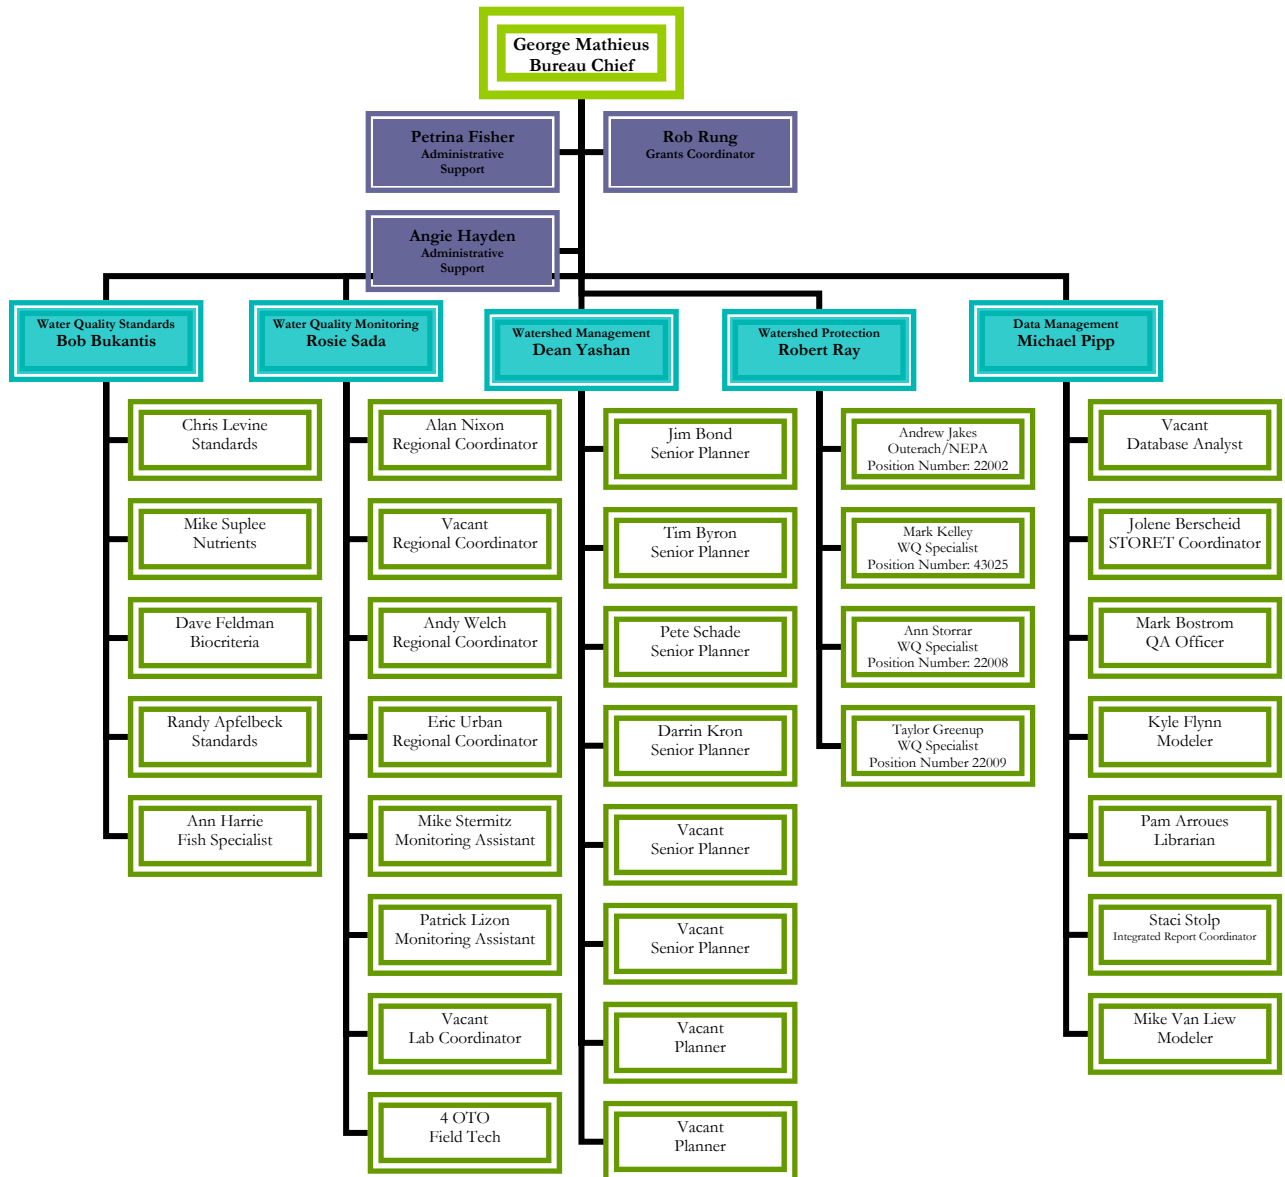 George Mathieus
Bureau Chief
Petrina Fisher
Administrative
Support
Rob Rung
Grants Coordinator
Angie Hayden
Administrative
Support
Water Quality Standards
Bob Bukantis
Chris Levine
Standards
Mike Suplee
Nutrients
Dave Feldman
Biocriteria
Randy Apfelbeck
Standards
Ann Harrie
Fish Specialist
Water Quality Monitoring
Rosie Sada
Alan Nixon
Regional Coordinator
Vacant
Regional Coordinator
Andy Welch
Regional Coordinator
Eric Urban
Regional Coordinator
Mike Stermitz
Monitoring Assistant
Patrick Lizon
Monitoring Assistant
Vacant
Lab Coordinator
4 OTO
Field Tech
Watershed Management
Dean Yashan
Jim Bond
Senior Planner
Tim Byron
Senior Planner
Pete Schade
Senior Planner
Darrin Kron
Senior Planner
Vacant
Senior Planner
Vacant
Senior Planner
Vacant
Planner
Vacant
Planner
Watershed Protection
Robert Ray
Andrew Jakes
Outerach/NEPA
Position Number: 22002
Mark Kelley
WQ Specialist
Position Number: 43025
Ann Storrar
WQ Specialist
Position Number: 22008
Taylor Greenup
WQ Specialist
Position Number 22009
Data Management
Michael Pipp
Vacant
Database Analyst
Jolene Berscheid
STORET Coordinator
Mark Bostrom
QA Officer
Kyle Flynn
Modeler
Pam Arroues
Librarian
Staci Stolp
Integrated Report Coordinator
Mike Van Liew
Modeler